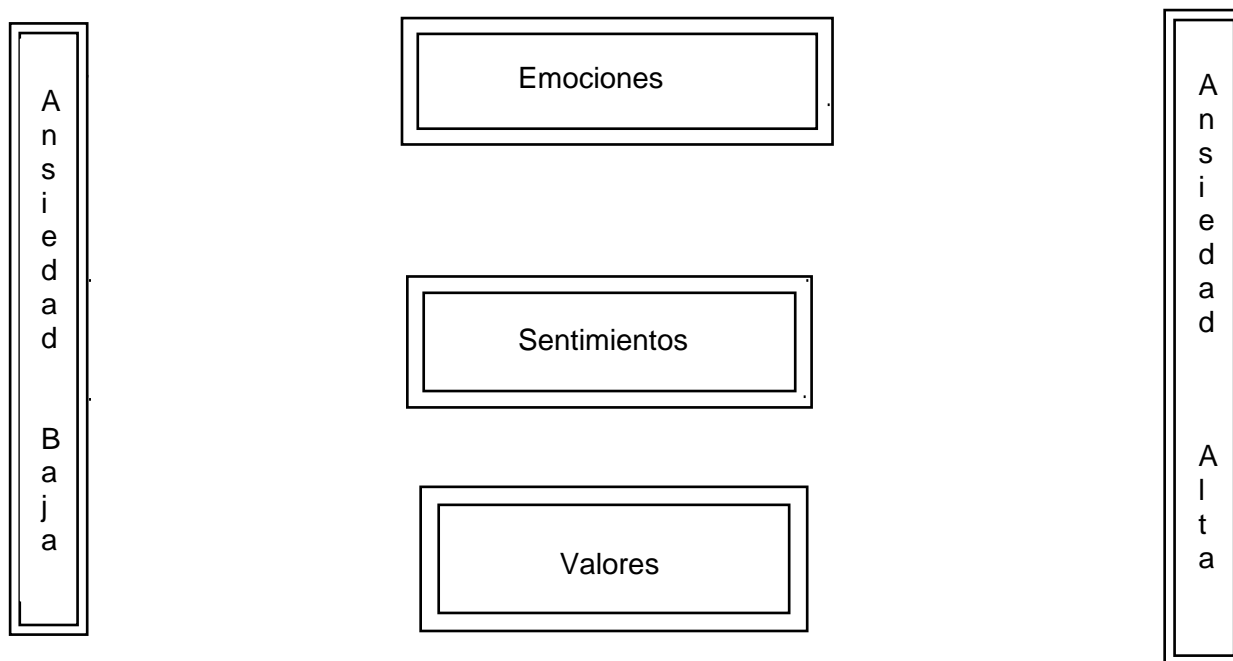 Ansiedad Baja
Emociones
Sentimientos
Valores
Ansiedad Alta